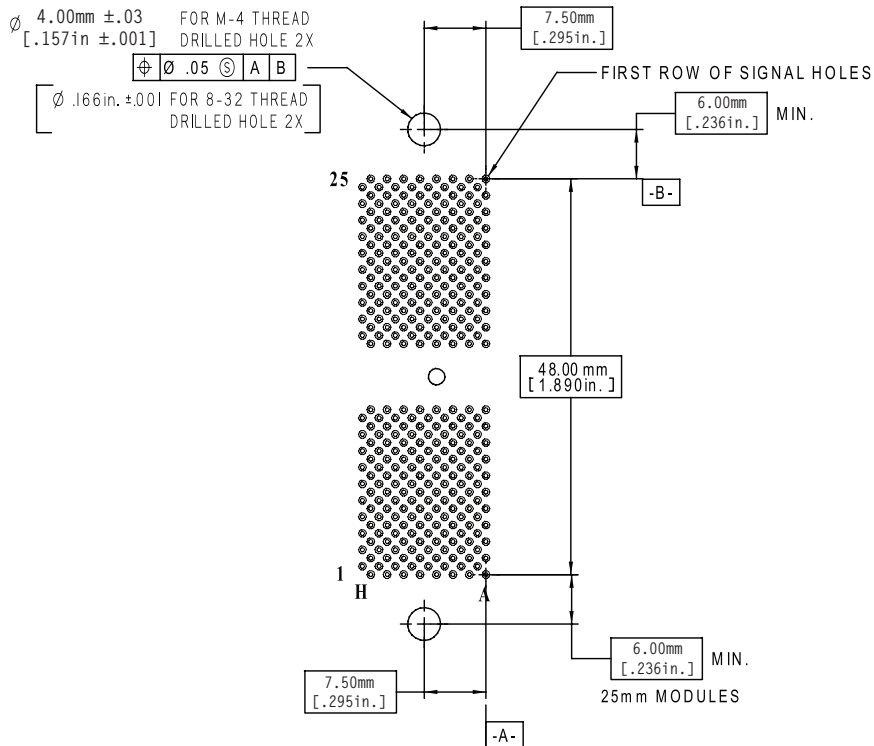 Ø 4.00mm ±.03 FOR M-4 THREAD
[.157in ±.001] DRILLED HOLE 2X
⌖ Ø .05 Ⓢ A B
[Ø .166in. ±.001 FOR 8-32 THREAD
DRILLED HOLE 2X]
7.50mm
[.295in.]
FIRST ROW OF SIGNAL HOLES
6.00mm
[.236in.] MIN.
-B-
25
48.00 mm
[1.890in.]
1
H A
6.00mm
[.236in.] MIN.
25mm MODULES
7.50mm
[.295in.]
-A-